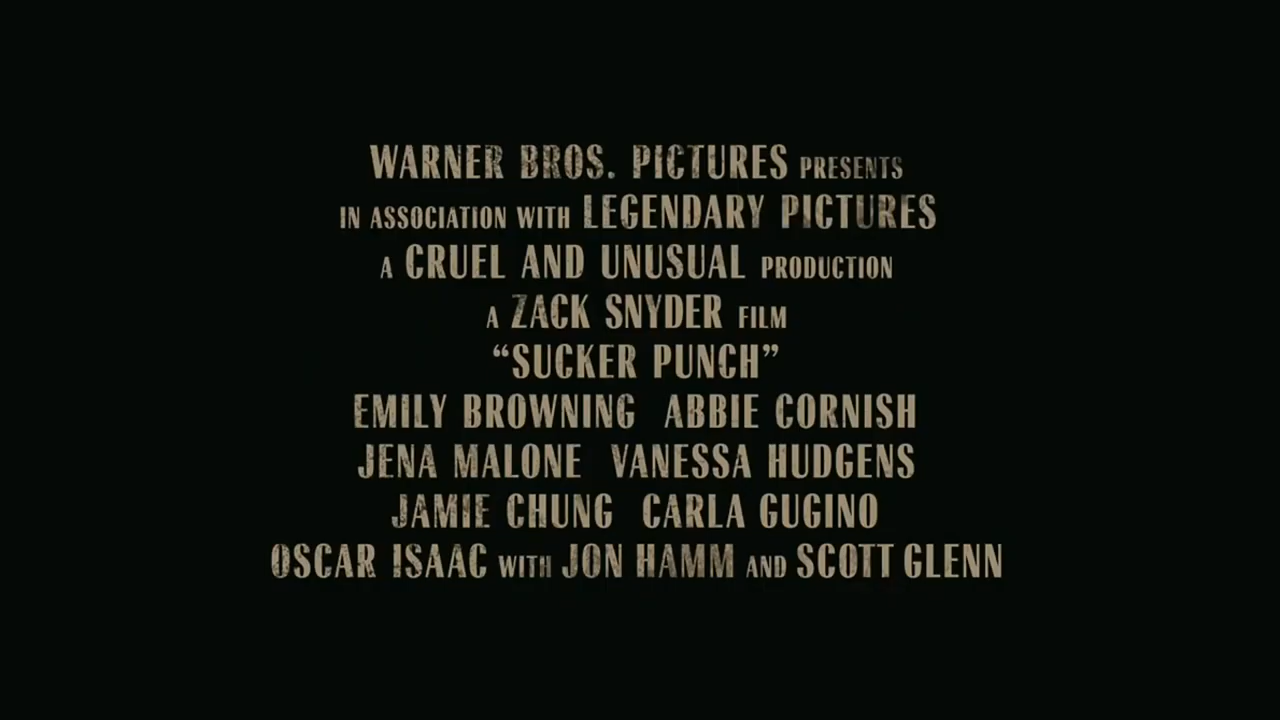 WARNER BROS. PICTURES PRESENTS
IN ASSOCIATION WITH LEGENDARY PICTURES
A CRUEL AND UNUSUAL PRODUCTION
A ZACK SNYDER FILM
“SUCKER PUNCH”
EMILY BROWNING ABBIE CORNISH
JENA MALONE VANESSA HUDGENS
JAMIE CHUNG CARLA GUGINO
OSCAR ISAAC WITH JON HAMM AND SCOTT GLENN